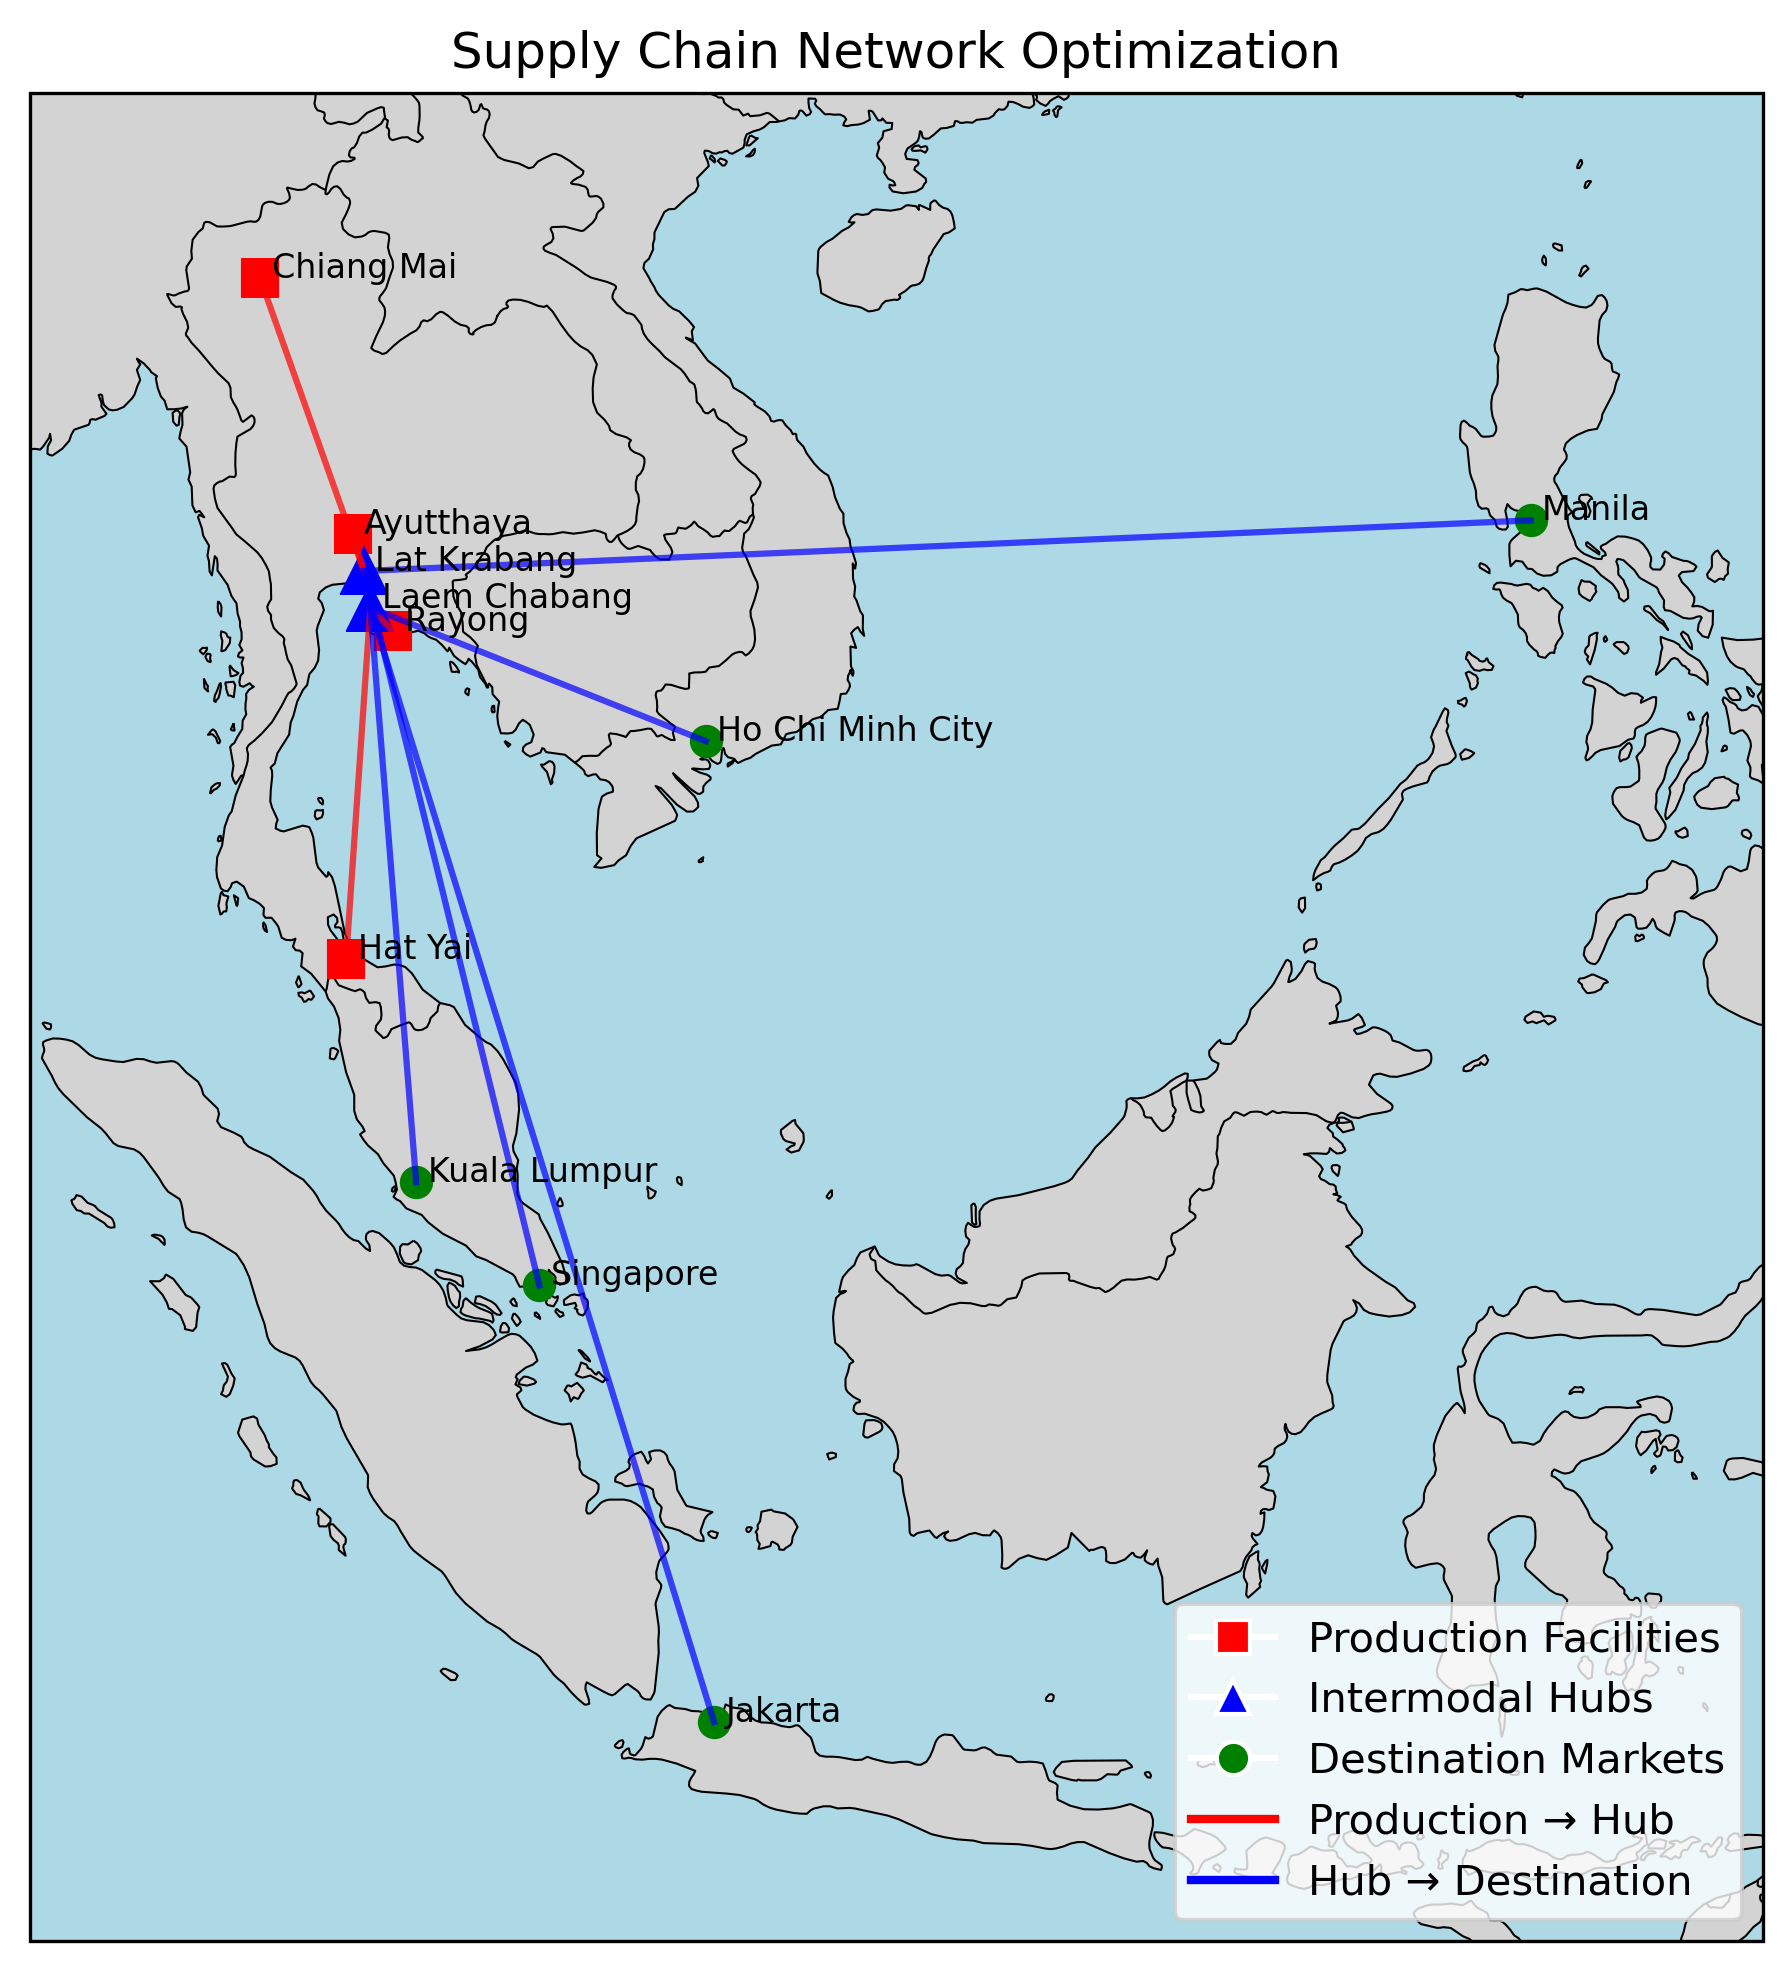 Supply Chain Network Optimization
Chiang Mai
Ayutthaya
Manila
Lat Krabang
Laem Chabang
Rayong
Ho Chi Minh City
Hat Yai
Kuala Lumpur
Singapore
Jakarta
Production Facilities
Intermodal Hubs
Destination Markets
Production → Hub
Hub → Destination